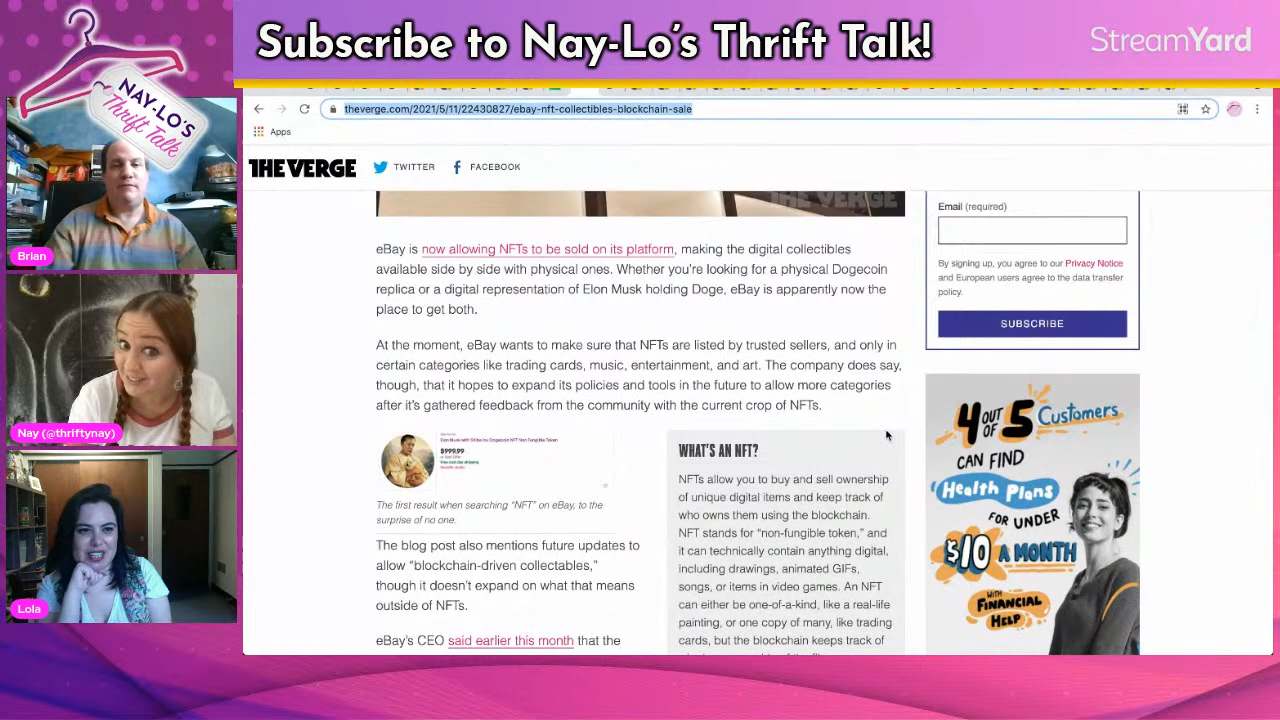 Subscribe to Nay-Lo's Thrift Talk!
StreamYard
NAY-LO'S
Thrift Talk
Brian
Nay (@thriftynay)
Lola
theverge.com/2021/5/11/22430827/ebay-nft-collectibles-blockchain-sale
Apps
THE VERGE
TWITTER
FACEBOOK
THE VERGE
eBay is now allowing NFTs to be sold on its platform, making the digital collectibles
available side by side with physical ones. Whether you're looking for a physical Dogecoin
replica or a digital representation of Elon Musk holding Doge, eBay is apparently now the
place to get both.
At the moment, eBay wants to make sure that NFTs are listed by trusted sellers, and only in
certain categories like trading cards, music, entertainment, and art. The company does say,
though, that it hopes to expand its policies and tools in the future to allow more categories
after it's gathered feedback from the community with the current crop of NFTs.
Elon Musk with Shiba Inu Dogecoin NFT Non Fungible Token
$999.99
The first result when searching "NFT" on eBay, to the
surprise of no one.
The blog post also mentions future updates to
allow "blockchain-driven collectables,"
though it doesn't expand on what that means
outside of NFTs.
eBay's CEO said earlier this month that the
WHAT'S AN NFT?
NFTs allow you to buy and sell ownership
of unique digital items and keep track of
who owns them using the blockchain.
NFT stands for "non-fungible token," and
it can technically contain anything digital,
including drawings, animated GIFs,
songs, or items in video games. An NFT
can either be one-of-a-kind, like a real-life
painting, or one copy of many, like trading
cards, but the blockchain keeps track of
Email (required)
By signing up, you agree to our Privacy Notice
and European users agree to the data transfer
policy.
SUBSCRIBE
4 OUT
OF 5 Customers
CAN FIND
Health Plans
FOR UNDER
$10 A MONTH
WITH
FINANCIAL
HELP